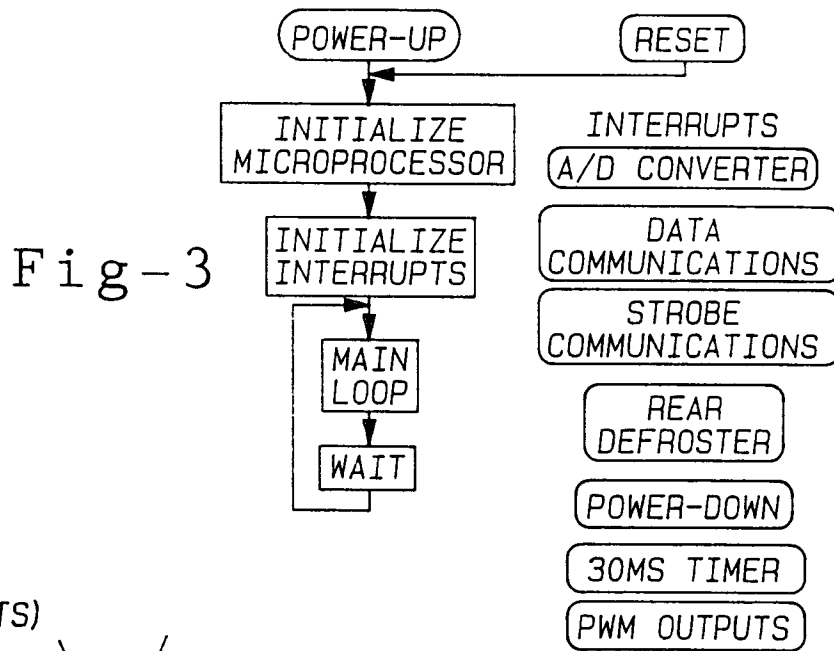 POWER-UP
RESET
INITIALIZE
MICROPROCESSOR
INTERRUPTS
A/D CONVERTER
Fig-3
INITIALIZE
INTERRUPTS
DATA
COMMUNICATIONS
STROBE
COMMUNICATIONS
MAIN
LOOP
REAR
DEFROSTER
WAIT
POWER-DOWN
30MS TIMER
PWM OUTPUTS
TS)